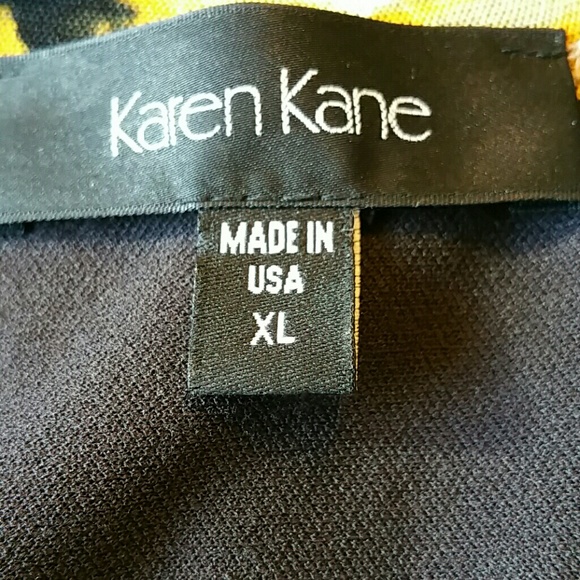 Karen Kane
MADE IN
USA
XL